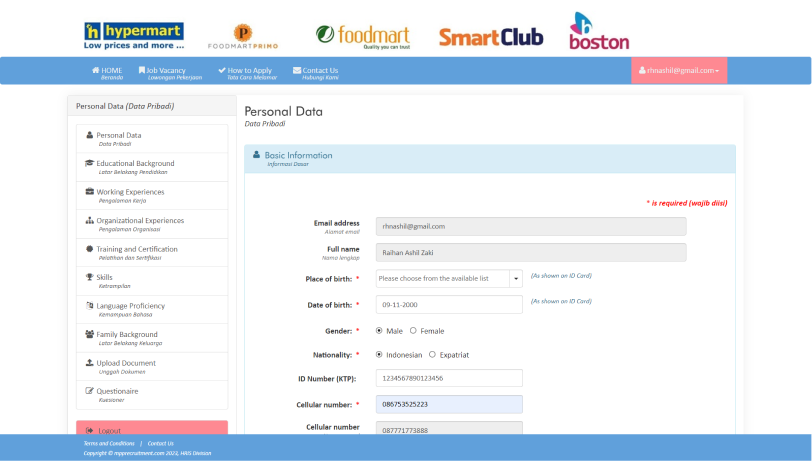 hypermart
Low prices and more ...
P
FOODMARTPRIMO
foodmart
Quality you can trust
SmartClub
boston
HOME
Beranda
Job Vacancy
Lowongan Pekerjaan
How to Apply
Tata Cara Melamar
Contact Us
Hubungi Kami
rhnashil@gmail.com
Personal Data (Data Pribadi)
Personal Data
Data Pribadi
Educational Background
Latar Belakang Pendidikan
Working Experiences
Pengalaman Kerja
Organizational Experiences
Pengalaman Organisasi
Training and Certification
Pelatihan dan Sertifikasi
Skills
Ketrampilan
Language Proficiency
Kemampuan Bahasa
Family Background
Latar Belakang Keluarga
Upload Document
Unggah Dokumen
Questionaire
Kuesioner
Logout
Personal Data
Data Pribadi
Basic Information
Informasi Dasar
* is required (wajib diisi)
Email address
Alamat email
rhnashil@gmail.com
Full name
Nama lengkap
Raihan Ashil Zaki
Place of birth: *
Please choose from the available list
(As shown on ID Card)
Date of birth: *
09-11-2000
(As shown on ID Card)
Gender: *
Male Female
Nationality: *
Indonesian Expatriat
ID Number (KTP):
1234567890123456
Cellular number: *
086753525223
Cellular number
087771773888
Terms and Conditions | Contact Us
Copyright © mpprecruitment.com 2023, HRIS Division